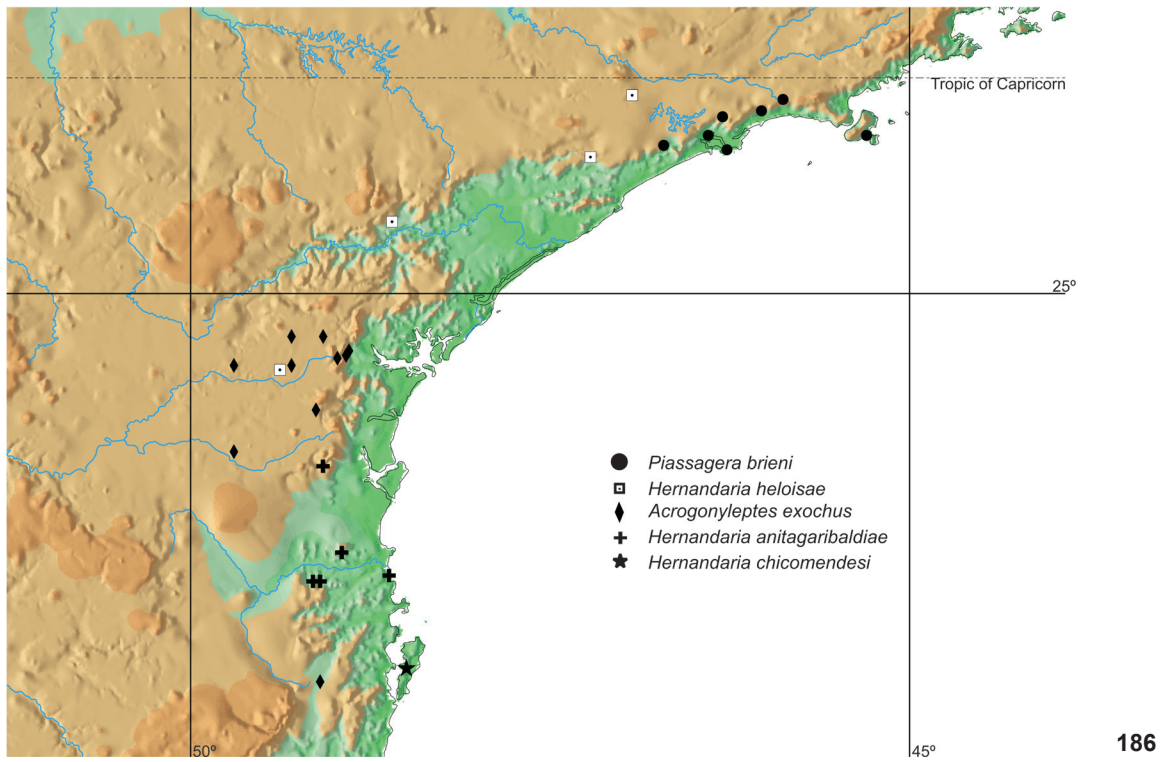 Tropic of Capricorn
25º
Piassagera brieni
Hernandaria heloisae
Acrogonyleptes exochus
Hernandaria anitagaribaldiae
Hernandaria chicomendesi
50º
45º
186